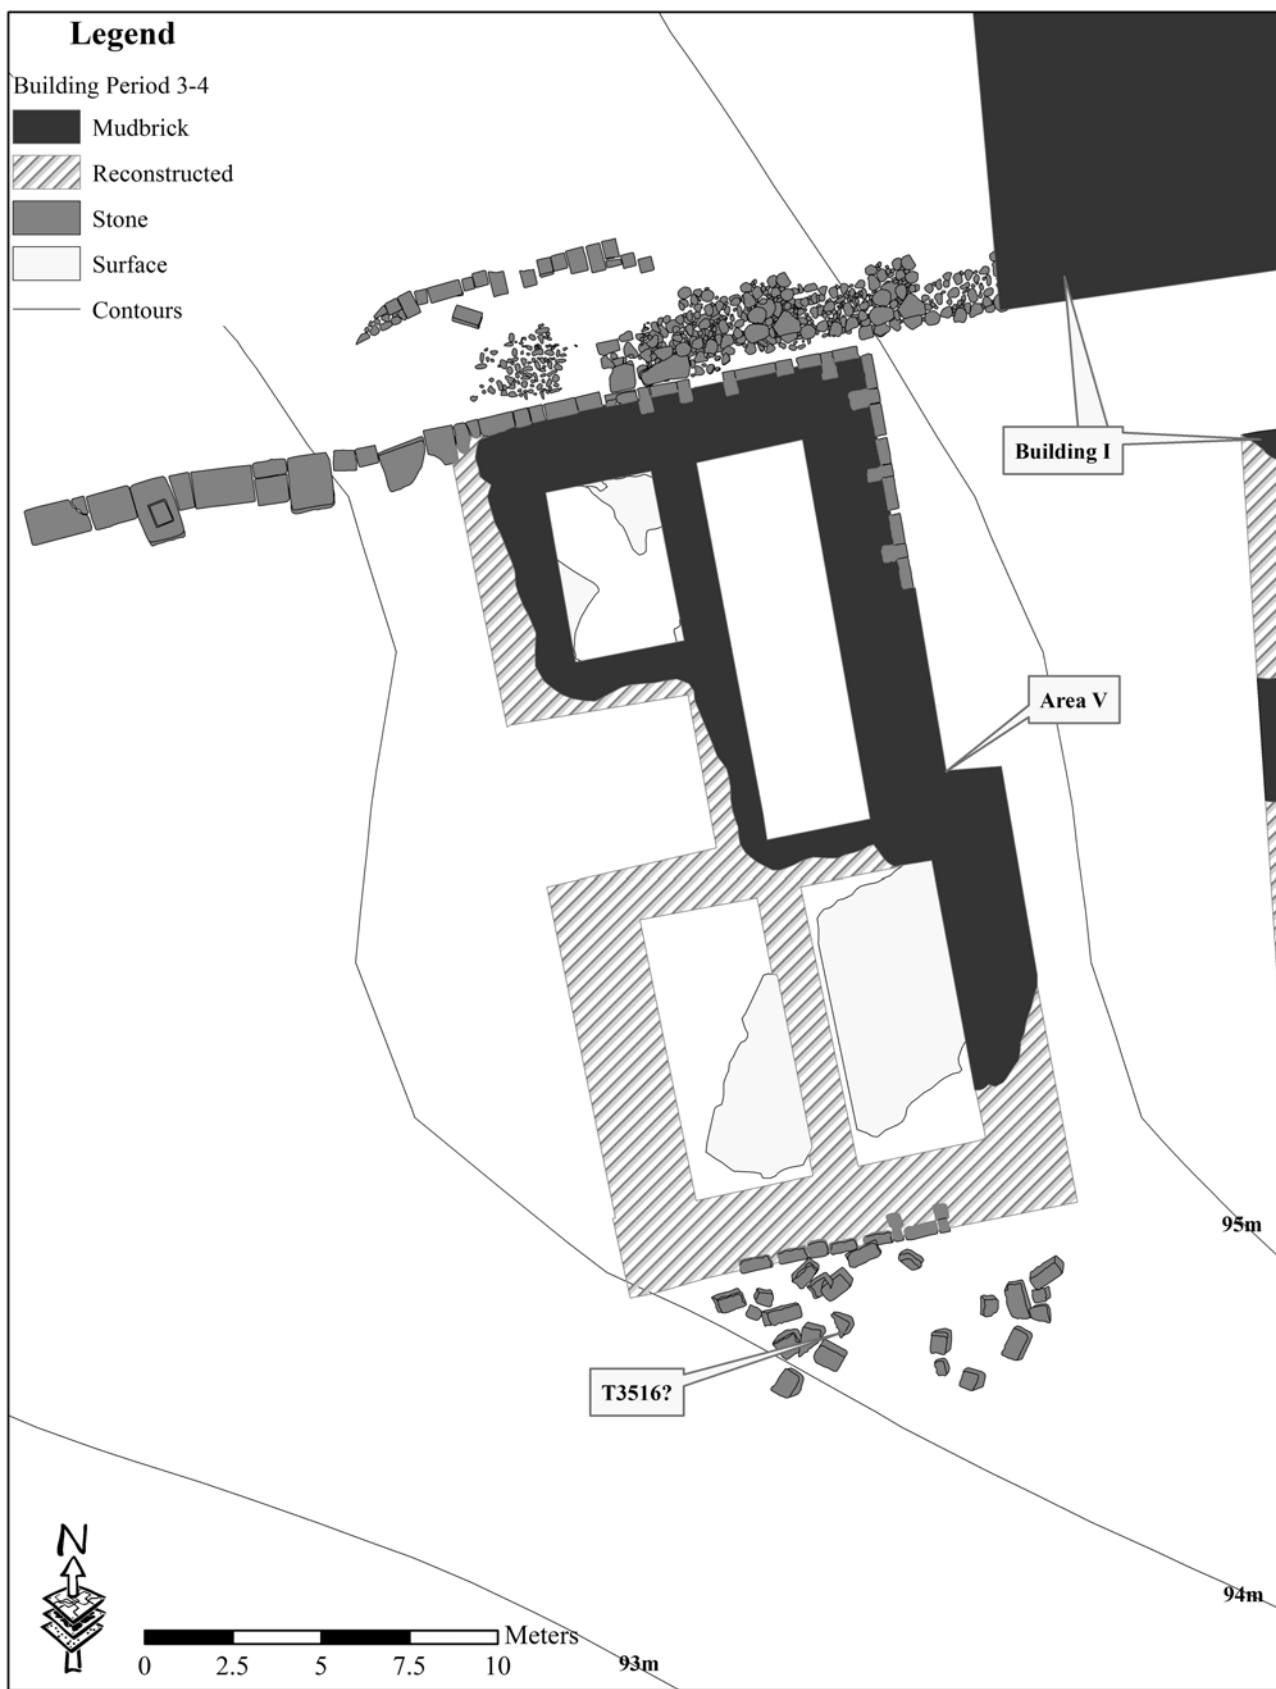 Legend
Building Period 3-4
Mudbrick
Reconstructed
Stone
Surface
Contours
Building I
Area V
95m
T3516?
94m
N
Meters
0 2.5 5 7.5 10
93m